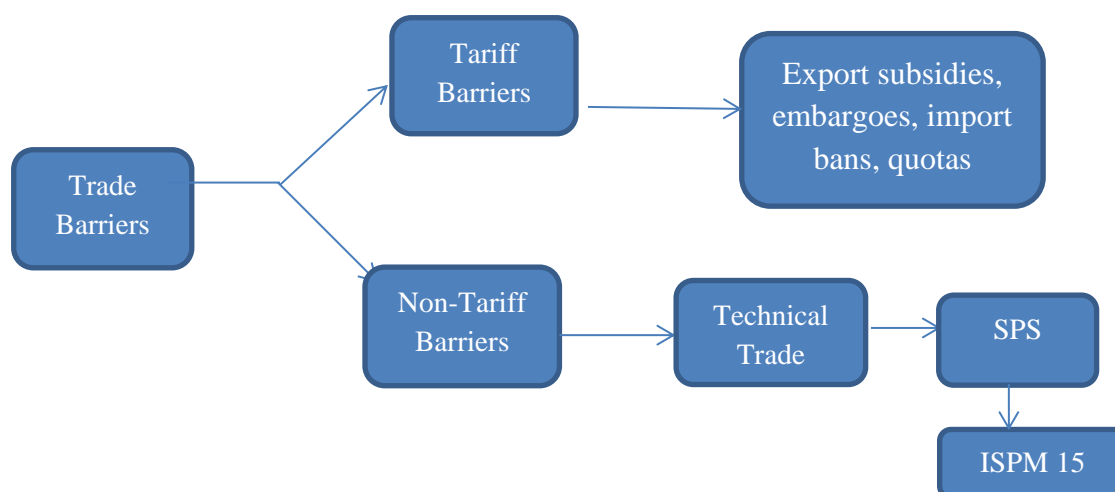 Trade
Barriers
Tariff
Barriers
Export subsidies,
embargoes, import
bans, quotas
Non-Tariff
Barriers
Technical
Trade
SPS
ISPM 15